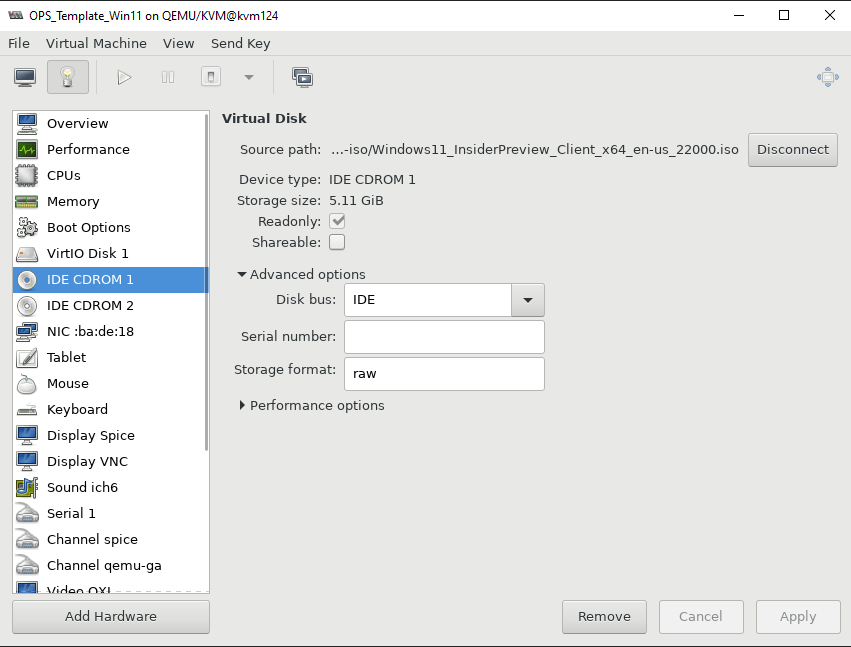 OPS_Template_Win11 on QEMU/KVM@kvm124
File Virtual Machine View Send Key
Overview
Performance
CPUs
Memory
Boot Options
VirtIO Disk 1
IDE CDROM 1
IDE CDROM 2
NIC :ba:de:18
Tablet
Mouse
Keyboard
Display Spice
Display VNC
Sound ich6
Serial 1
Channel spice
Channel qemu-ga
Video QXL
Add Hardware
Virtual Disk
Source path: ...-iso/Windows11_InsiderPreview_Client_x64_en-us_22000.iso Disconnect
Device type: IDE CDROM 1
Storage size: 5.11 GiB
Readonly:
Shareable:
Advanced options
Disk bus: IDE
Serial number:
Storage format: raw
Performance options
Remove Cancel Apply